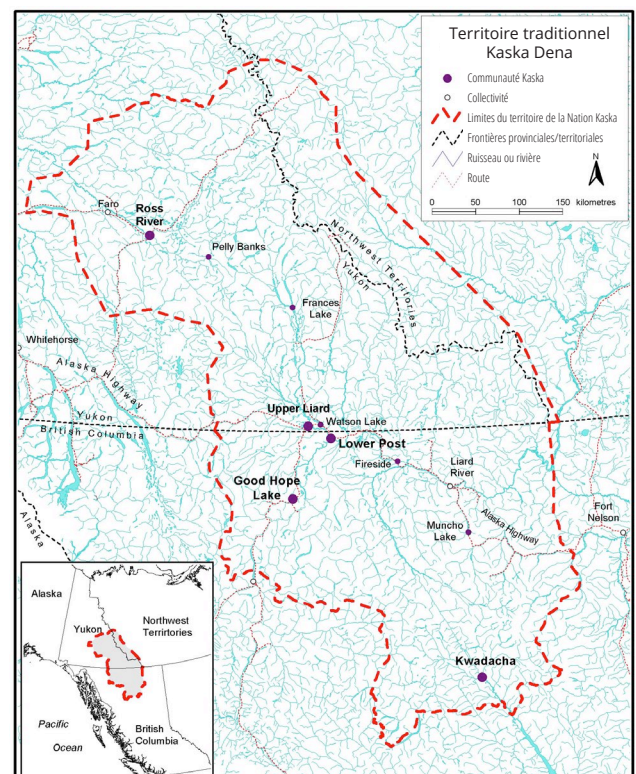 Territoire traditionnel
Kaska Dena
Communauté Kaska
Collectivité
Limites du territoire de la Nation Kaska
Frontières provinciales/territoriales
Ruisseau ou rivière
Route
N
0 50 100 150 kilometres
Faro
Ross
River
Pelly Banks
Frances
Lake
Northwest Territories
Yukon
Whitehorse
Alaska Highway
Yukon
British Columbia
Upper Liard
Watson Lake
Lower Post
Fireside
Liard
River
Good Hope
Lake
Muncho
Lake
Alaska Highway
Fort
Nelson
Alaska
Kwadacha
Alaska
Yukon
Northwest
Terrritories
Pacific
Ocean
British
Columbia